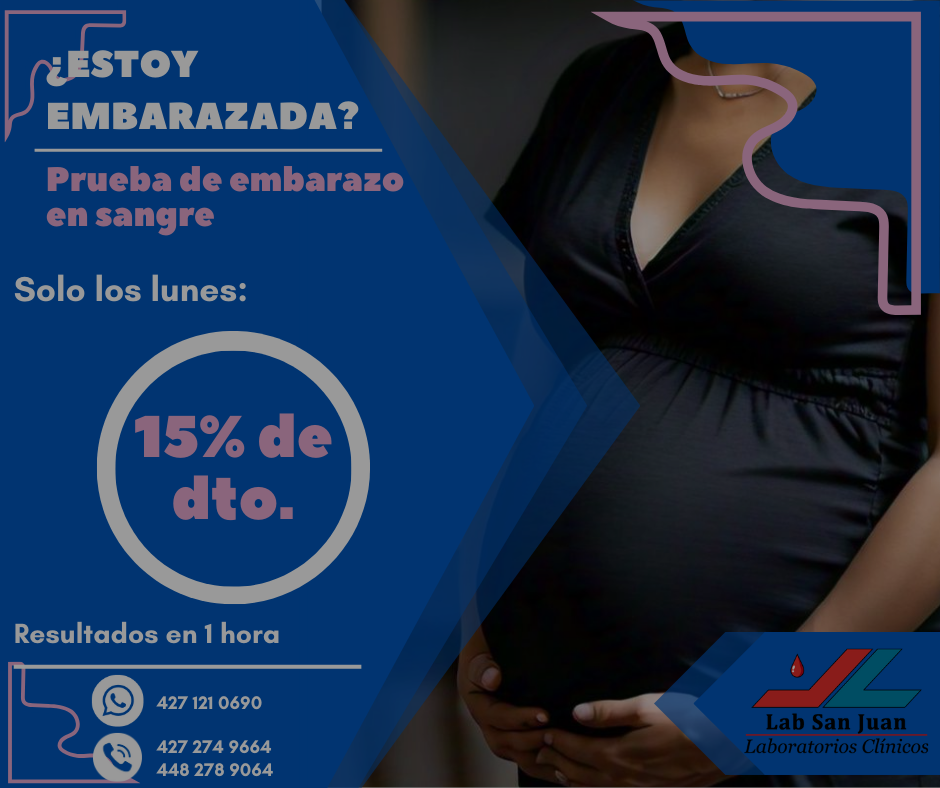 ¿ESTOY
EMBARAZADA?
Prueba de embarazo
en sangre
Solo los lunes:
15% de
dto.
Resultados en 1 hora
427 121 0690
427 274 9664
448 278 9064
Lab San Juan
Laboratorios Clínicos